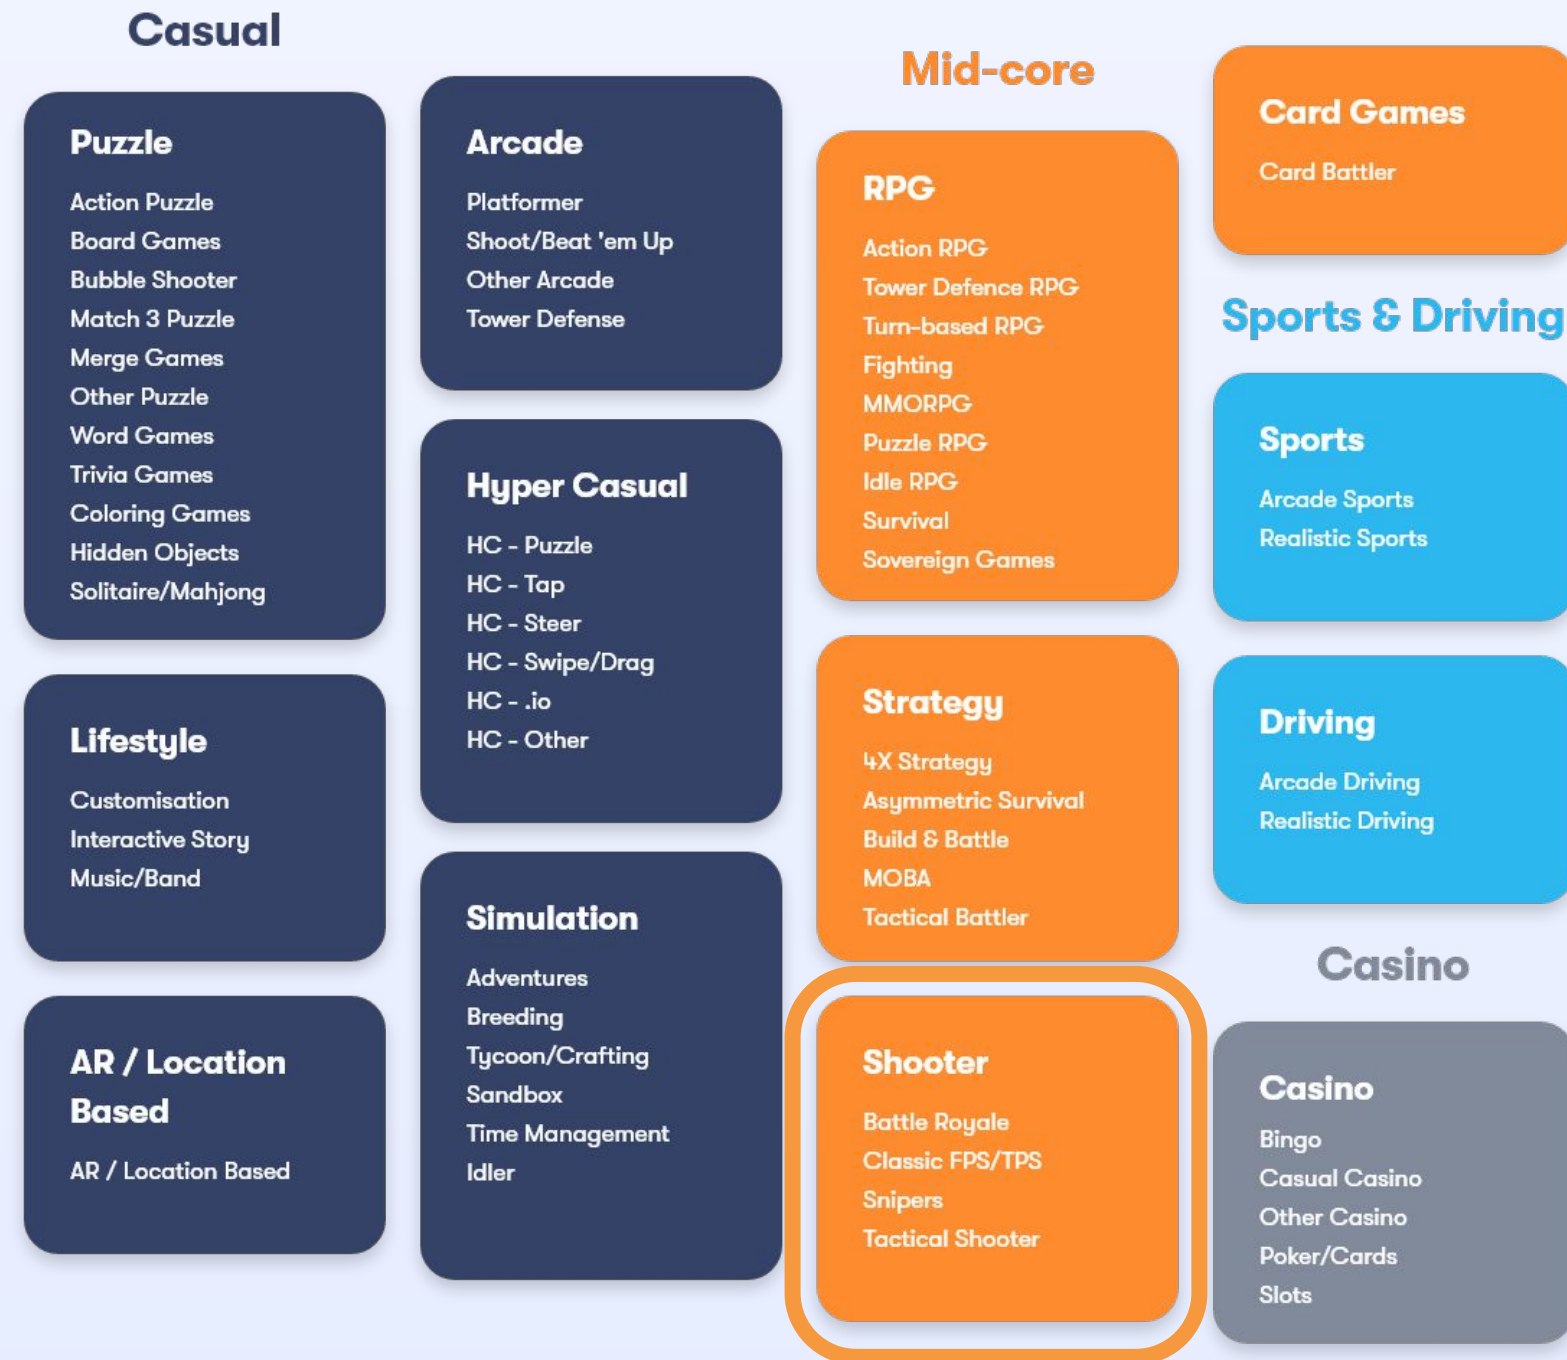 Casual
Puzzle
Action Puzzle
Board Games
Bubble Shooter
Match 3 Puzzle
Merge Games
Other Puzzle
Word Games
Trivia Games
Coloring Games
Hidden Objects
Solitaire/Mahjong
Lifestyle
Customisation
Interactive Story
Music/Band
AR / Location
Based
AR / Location Based
Arcade
Platformer
Shoot/Beat 'em Up
Other Arcade
Tower Defense
Hyper Casual
HC - Puzzle
HC - Tap
HC - Steer
HC - Swipe/Drag
HC - .io
HC - Other
Simulation
Adventures
Breeding
Tycoon/Crafting
Sandbox
Time Management
Idler
Mid-core
RPG
Action RPG
Tower Defence RPG
Turn-based RPG
Fighting
MMORPG
Puzzle RPG
Idle RPG
Survival
Sovereign Games
Strategy
4X Strategy
Asymmetric Survival
Build & Battle
MOBA
Tactical Battler
Shooter
Battle Royale
Classic FPS/TPS
Snipers
Tactical Shooter
Card Games
Card Battler
Sports & Driving
Sports
Arcade Sports
Realistic Sports
Driving
Arcade Driving
Realistic Driving
Casino
Casino
Bingo
Casual Casino
Other Casino
Poker/Cards
Slots